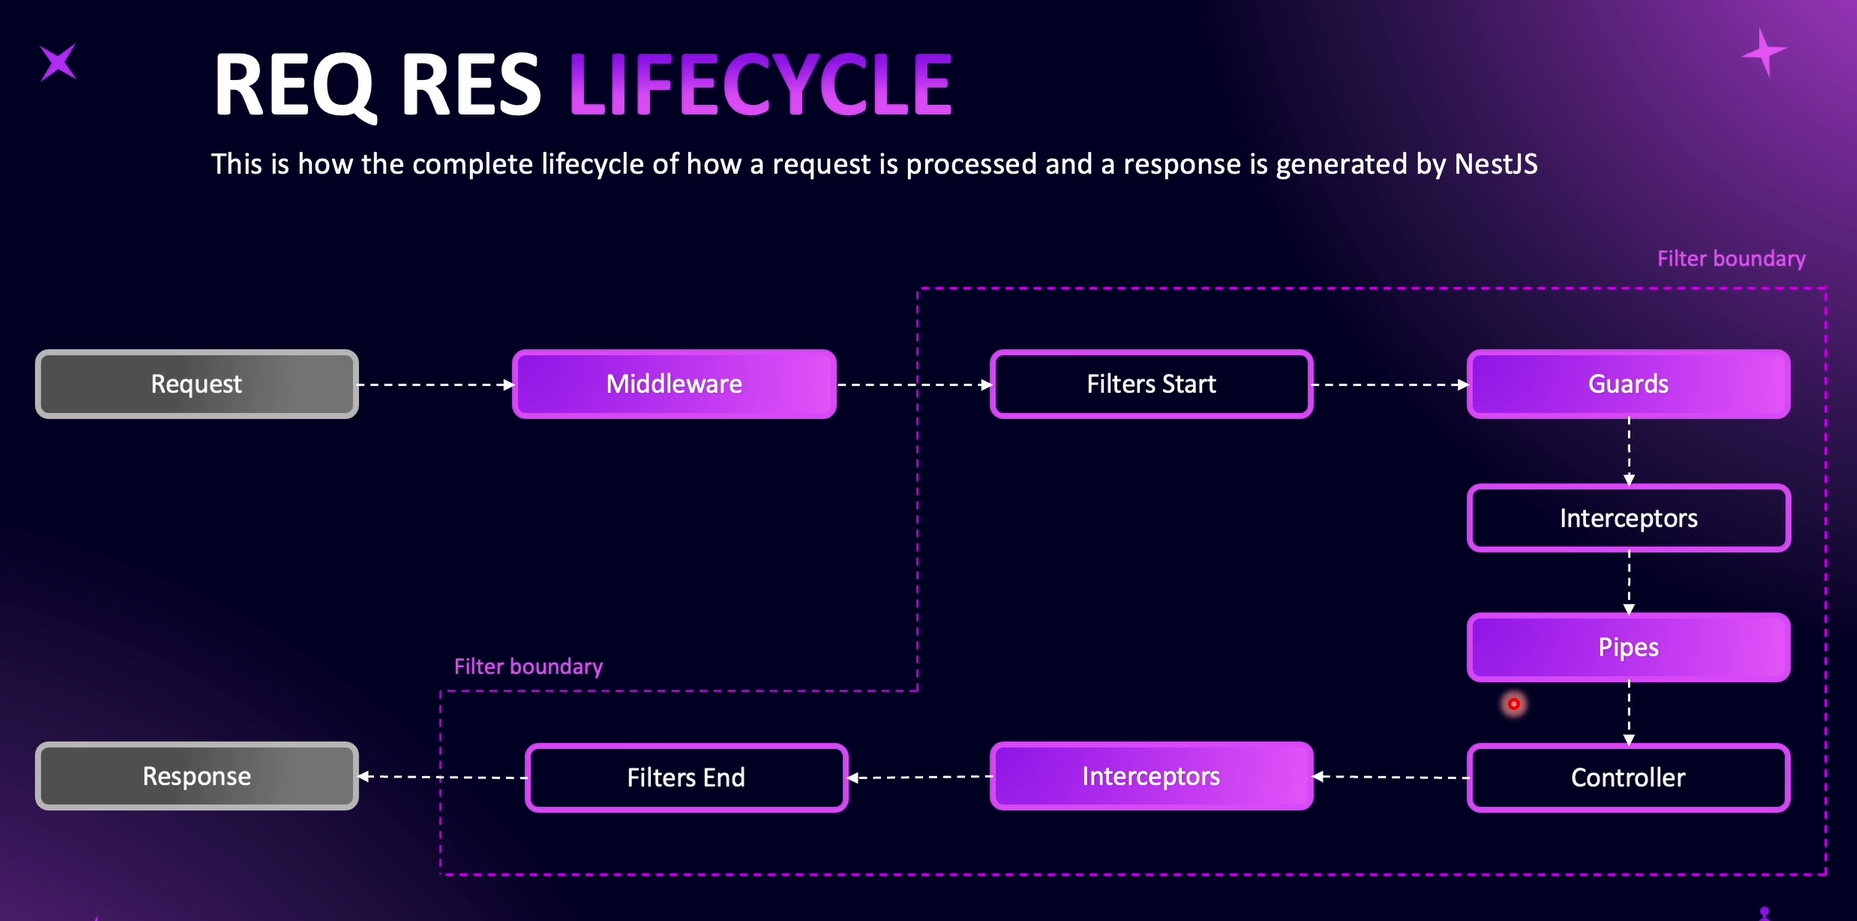 REQ RES LIFECYCLE
This is how the complete lifecycle of how a request is processed and a response is generated by NestJS
Filter boundary
Request
Middleware
Filters Start
Guards
Interceptors
Pipes
Filter boundary
Response
Filters End
Interceptors
Controller